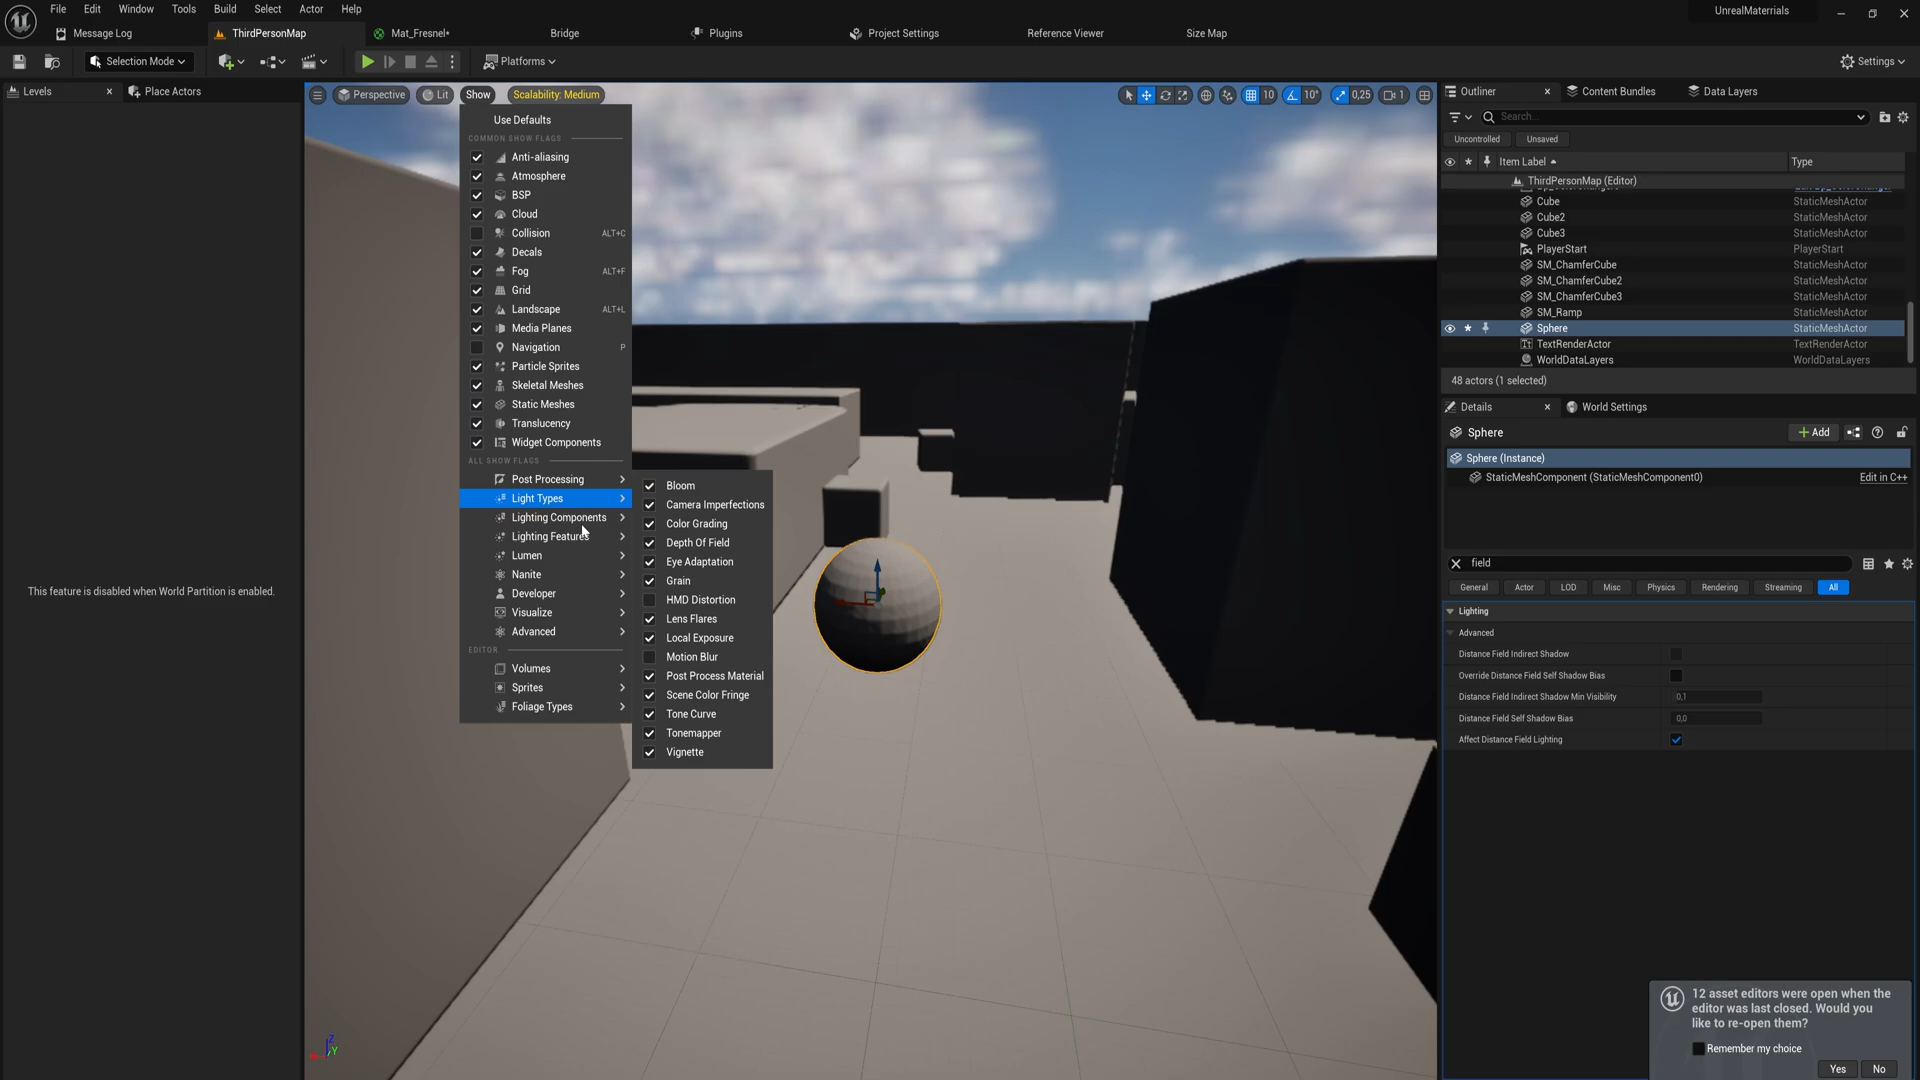 File Edit Window Tools Build Select Actor Help
UnrealMaterials
Message Log ThirdPersonMap Mat_Fresnel* Bridge Plugins Project Settings Reference Viewer Size Map
Selection Mode Platforms Settings
Levels Place Actors
This feature is disabled when World Partition is enabled.
Perspective Lit Show Scalability: Medium 10 10° 0,25 1
Use Defaults
COMMON SHOW FLAGS
Anti-aliasing
Atmosphere
BSP
Cloud
Collision ALT+C
Decals
Fog ALT+F
Grid
Landscape ALT+L
Media Planes
Navigation P
Particle Sprites
Skeletal Meshes
Static Meshes
Translucency
Widget Components
ALL SHOW FLAGS
Post Processing
Light Types
Lighting Components
Lighting Features
Lumen
Nanite
Developer
Visualize
Advanced
EDITOR
Volumes
Sprites
Foliage Types
Bloom
Camera Imperfections
Color Grading
Depth Of Field
Eye Adaptation
Grain
HMD Distortion
Lens Flares
Local Exposure
Motion Blur
Post Process Material
Scene Color Fringe
Tone Curve
Tonemapper
Vignette
Z
Y
Outliner Content Bundles Data Layers
Search...
Uncontrolled Unsaved
Item Label Type
ThirdPersonMap (Editor)
Cube StaticMeshActor
Cube2 StaticMeshActor
Cube3 StaticMeshActor
PlayerStart PlayerStart
SM_ChamferCube StaticMeshActor
SM_ChamferCube2 StaticMeshActor
SM_ChamferCube3 StaticMeshActor
SM_Ramp StaticMeshActor
Sphere StaticMeshActor
TextRenderActor TextRenderActor
WorldDataLayers WorldDataLayers
48 actors (1 selected)
Details World Settings
Sphere Add
Sphere (Instance)
StaticMeshComponent (StaticMeshComponent0) Edit in C++
field
General Actor LOD Misc Physics Rendering Streaming All
Lighting
Advanced
Distance Field Indirect Shadow
Override Distance Field Self Shadow Bias
Distance Field Indirect Shadow Min Visibility 0,1
Distance Field Self Shadow Bias 0,0
Affect Distance Field Lighting
12 asset editors were open when the
editor was last closed. Would you
like to re-open them?
Remember my choice
Yes No